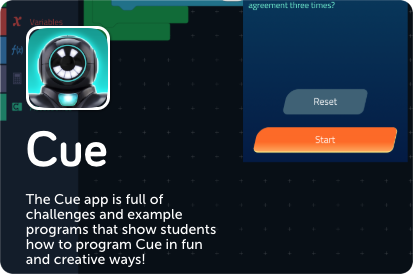 agreement three times?
Variables
f(x)
C
Reset
Start
Cue
The Cue app is full of
challenges and example
programs that show students
how to program Cue in fun
and creative ways!